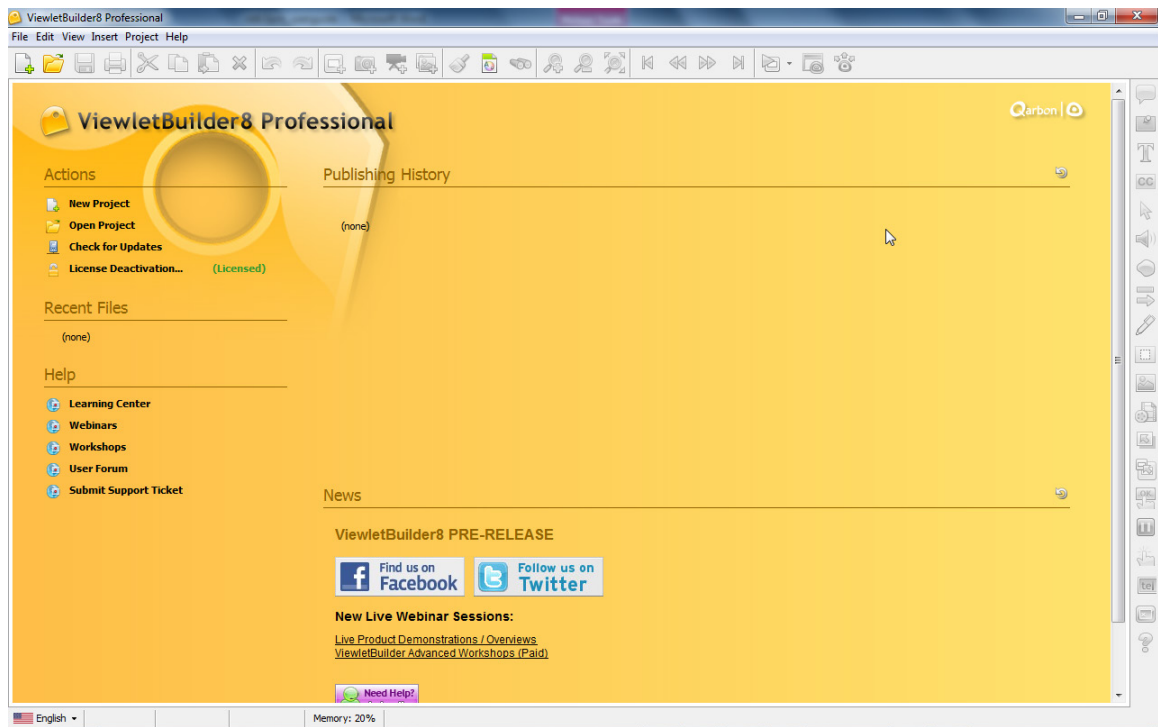 ViewletBuilder8 Professional
File Edit View Insert Project Help
ViewletBuilder8 Professional
Qarbon
Actions
New Project
Open Project
Check for Updates
License Deactivation... (Licensed)
Recent Files
(none)
Help
Learning Center
Webinars
Workshops
User Forum
Submit Support Ticket
Publishing History
(none)
News
ViewletBuilder8 PRE-RELEASE
Find us on
Facebook
Follow us on
Twitter
New Live Webinar Sessions:
Live Product Demonstrations / Overviews
ViewletBuilder Advanced Workshops (Paid)
Need Help?
T
CC
English
Memory: 20%